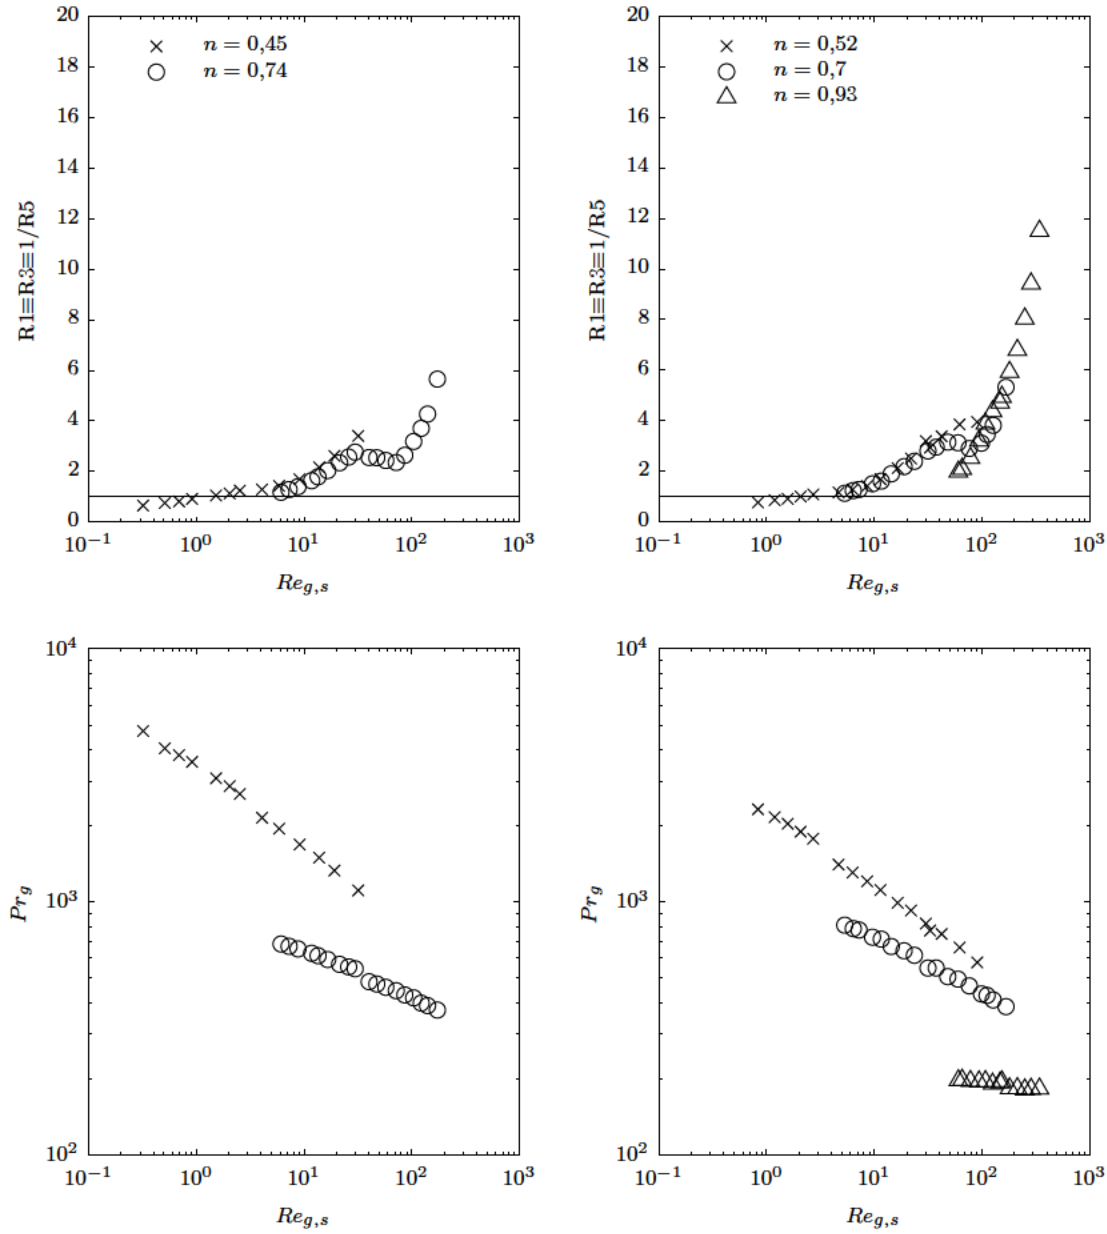 R1≡R3≡1/R5
20
18
16
14
12
10
8
6
4
2
0
n = 0,45
n = 0,74
10⁻¹ 10⁰ 10¹ 10² 10³
Re_{g,s}
R1≡R3≡1/R5
20
18
16
14
12
10
8
6
4
2
0
n = 0,52
n = 0,7
n = 0,93
10⁻¹ 10⁰ 10¹ 10² 10³
Re_{g,s}
Pr_g
10⁴
10³
10²
10⁻¹ 10⁰ 10¹ 10² 10³
Re_{g,s}
Pr_g
10⁴
10³
10²
10⁻¹ 10⁰ 10¹ 10² 10³
Re_{g,s}